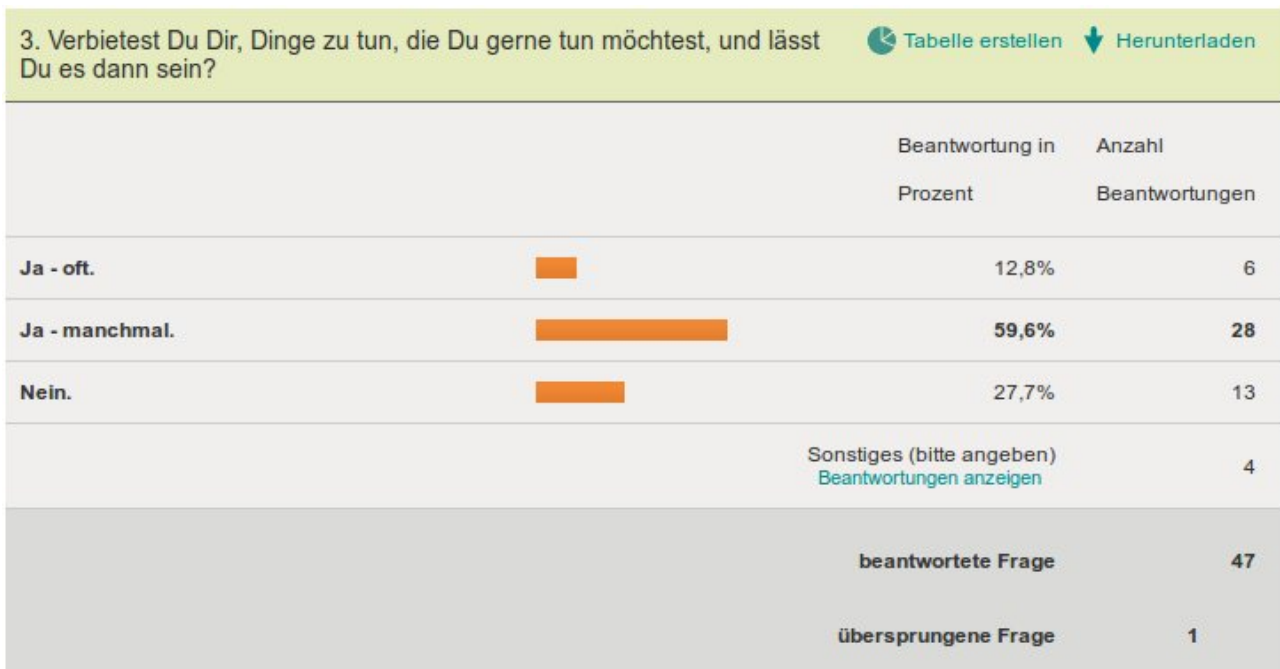 3. Verbietest Du Dir, Dinge zu tun, die Du gerne tun möchtest, und lässt
Du es dann sein?
Tabelle erstellen Herunterladen
Beantwortung in Anzahl
Prozent Beantwortungen
Ja - oft. 12,8% 6
Ja - manchmal. 59,6% 28
Nein. 27,7% 13
Sonstiges (bitte angeben) 4
Beantwortungen anzeigen
beantwortete Frage 47
übersprungene Frage 1